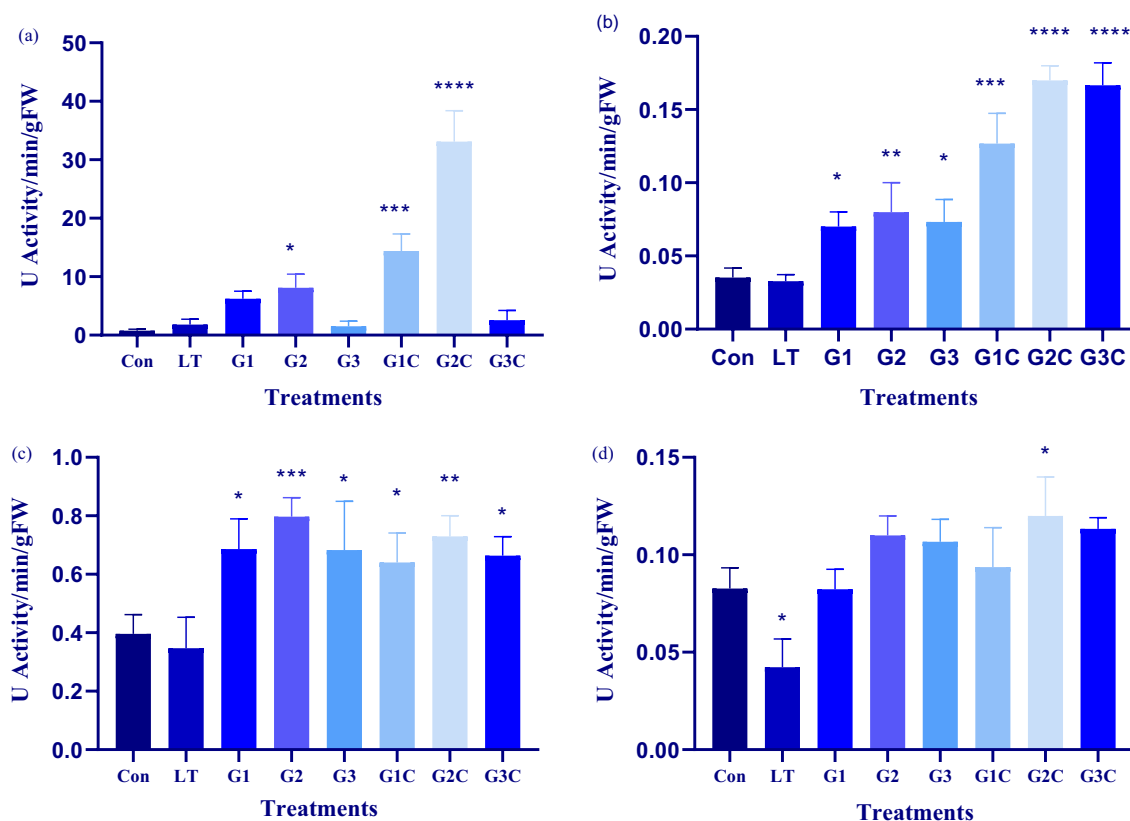 (a)
U Activity/min/gFW
50
40
30
20
10
0
*
***
****
Con LT G1 G2 G3 G1C G2C G3C
Treatments
(b)
U Activity/min/gFW
0.20
0.15
0.10
0.05
0.00
*
**
*
***
****
****
Con LT G1 G2 G3 G1C G2C G3C
Treatments
(c)
U Activity/min/gFW
1.0
0.8
0.6
0.4
0.2
0.0
*
***
*
*
**
*
Con LT G1 G2 G3 G1C G2C G3C
Treatments
(d)
U Activity/min/gFW
0.15
0.10
0.05
0.00
*
*
Con LT G1 G2 G3 G1C G2C G3C
Treatments